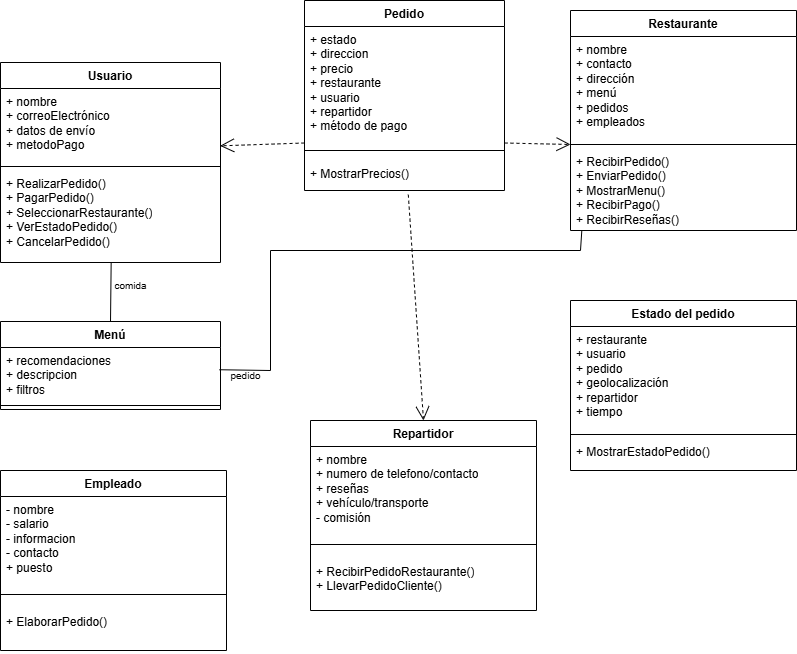 Pedido
+ estado
+ direccion
+ precio
+ restaurante
+ usuario
+ repartidor
+ método de pago
+ MostrarPrecios()
Restaurante
+ nombre
+ contacto
+ dirección
+ menú
+ pedidos
+ empleados
+ RecibirPedido()
+ EnviarPedido()
+ MostrarMenu()
+ RecibirPago()
+ RecibirReseñas()
Usuario
+ nombre
+ correoElectrónico
+ datos de envío
+ metodoPago
+ RealizarPedido()
+ PagarPedido()
+ SeleccionarRestaurante()
+ VerEstadoPedido()
+ CancelarPedido()
comida
Menú
+ recomendaciones
+ descripcion
+ filtros
pedido
Estado del pedido
+ restaurante
+ usuario
+ pedido
+ geolocalización
+ repartidor
+ tiempo
+ MostrarEstadoPedido()
Repartidor
+ nombre
+ numero de telefono/contacto
+ reseñas
+ vehículo/transporte
- comisión
+ RecibirPedidoRestaurante()
+ LlevarPedidoCliente()
Empleado
- nombre
- salario
- informacion
- contacto
+ puesto
+ ElaborarPedido()